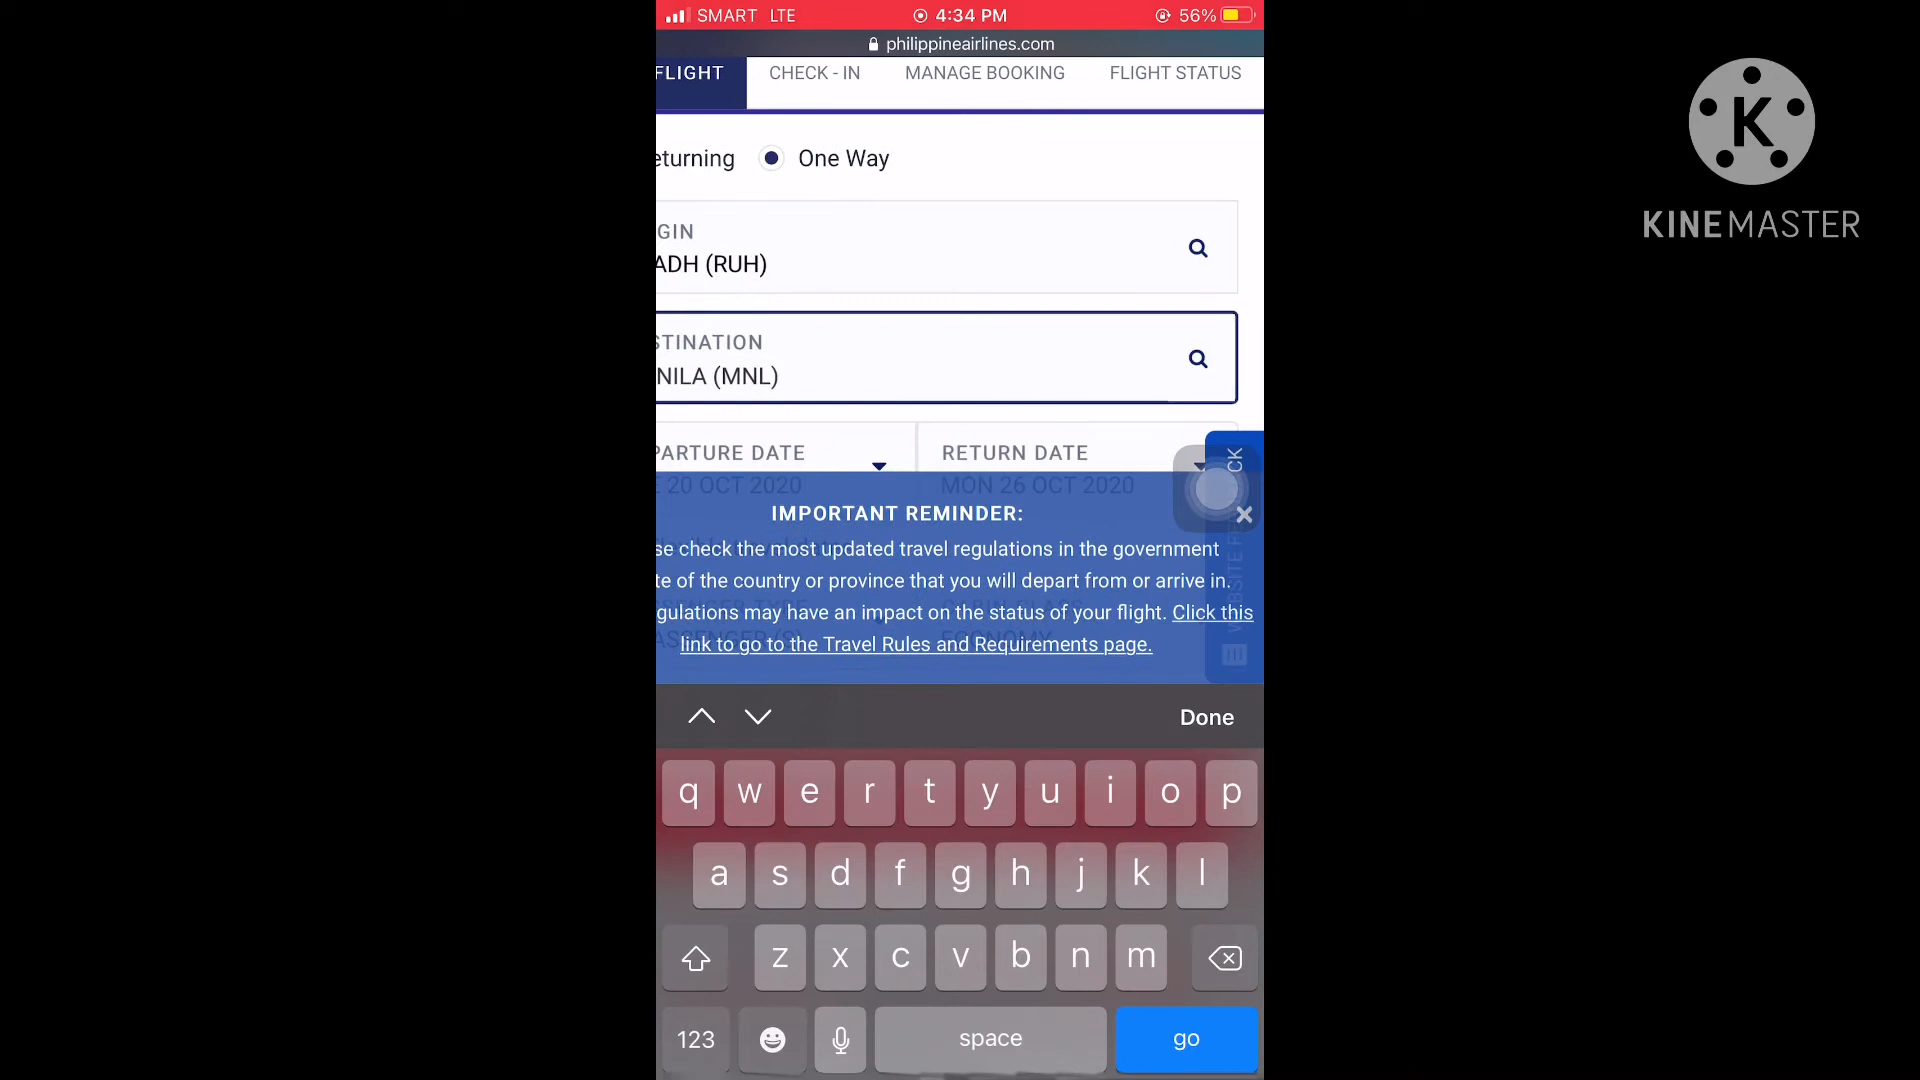 SMART LTE 4:34 PM 56%
philippineairlines.com
FLIGHT CHECK - IN MANAGE BOOKING FLIGHT STATUS
eturning One Way
GIN
ADH (RUH)
STINATION
NILA (MNL)
PARTURE DATE RETURN DATE
20 OCT 2020 MON 26 OCT 2020
IMPORTANT REMINDER:
se check the most updated travel regulations in the government
te of the country or province that you will depart from or arrive in.
gulations may have an impact on the status of your flight. Click this
link to go to the Travel Rules and Requirements page.
Done
q w e r t y u i o p
a s d f g h j k l
z x c v b n m
123 space go
K
KINEMASTER